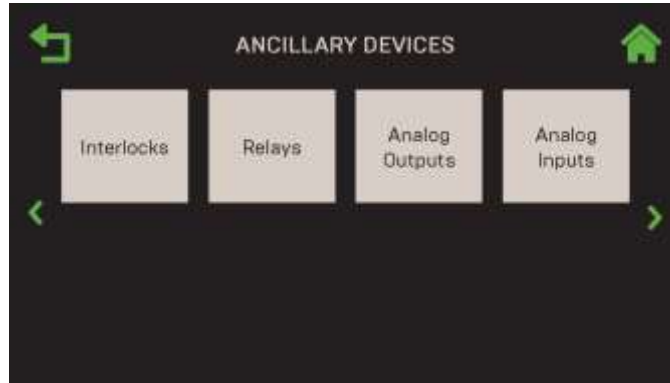 ANCILLARY DEVICES
Interlocks
Relays
Analog
Outputs
Analog
Inputs